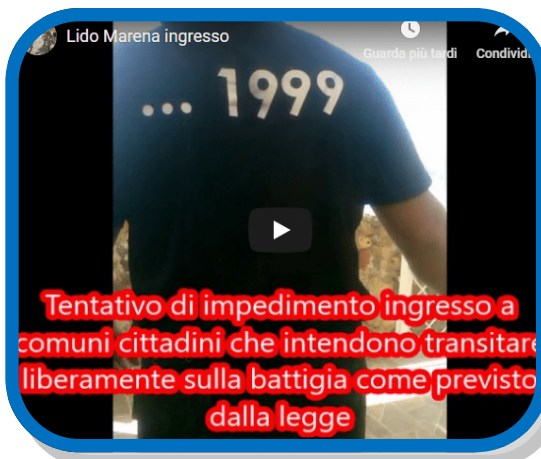 Lido Marena ingresso
Guarda più tardi
Condividi
... 1999
Tentativo di impedimento ingresso a
comuni cittadini che intendono transitare
liberamente sulla battigia come previsto
dalla legge